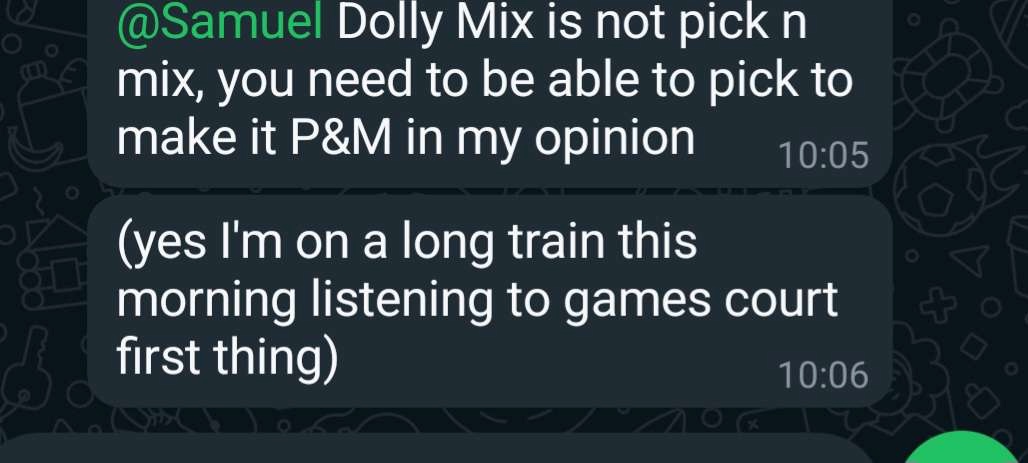 @Samuel Dolly Mix is not pick n
mix, you need to be able to pick to
make it P&M in my opinion
10:05
(yes I'm on a long train this
morning listening to games court
first thing)
10:06